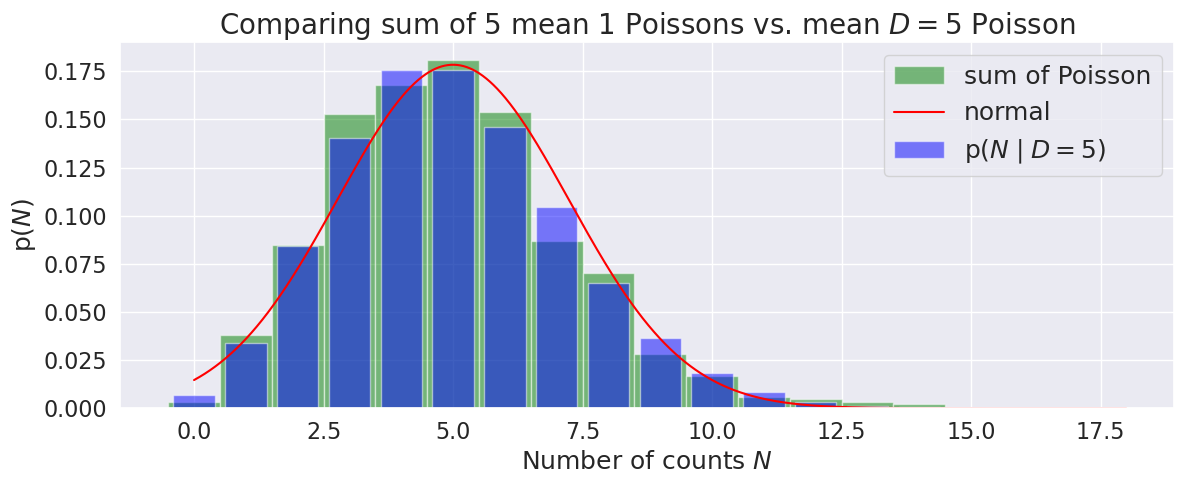 Comparing sum of 5 mean 1 Poissons vs. mean $D = 5$ Poisson
sum of Poisson
normal
p($N$ | $D = 5$)
p($N$)
0.175
0.150
0.125
0.100
0.075
0.050
0.025
0.000
0.0 2.5 5.0 7.5 10.0 12.5 15.0 17.5
Number of counts $N$